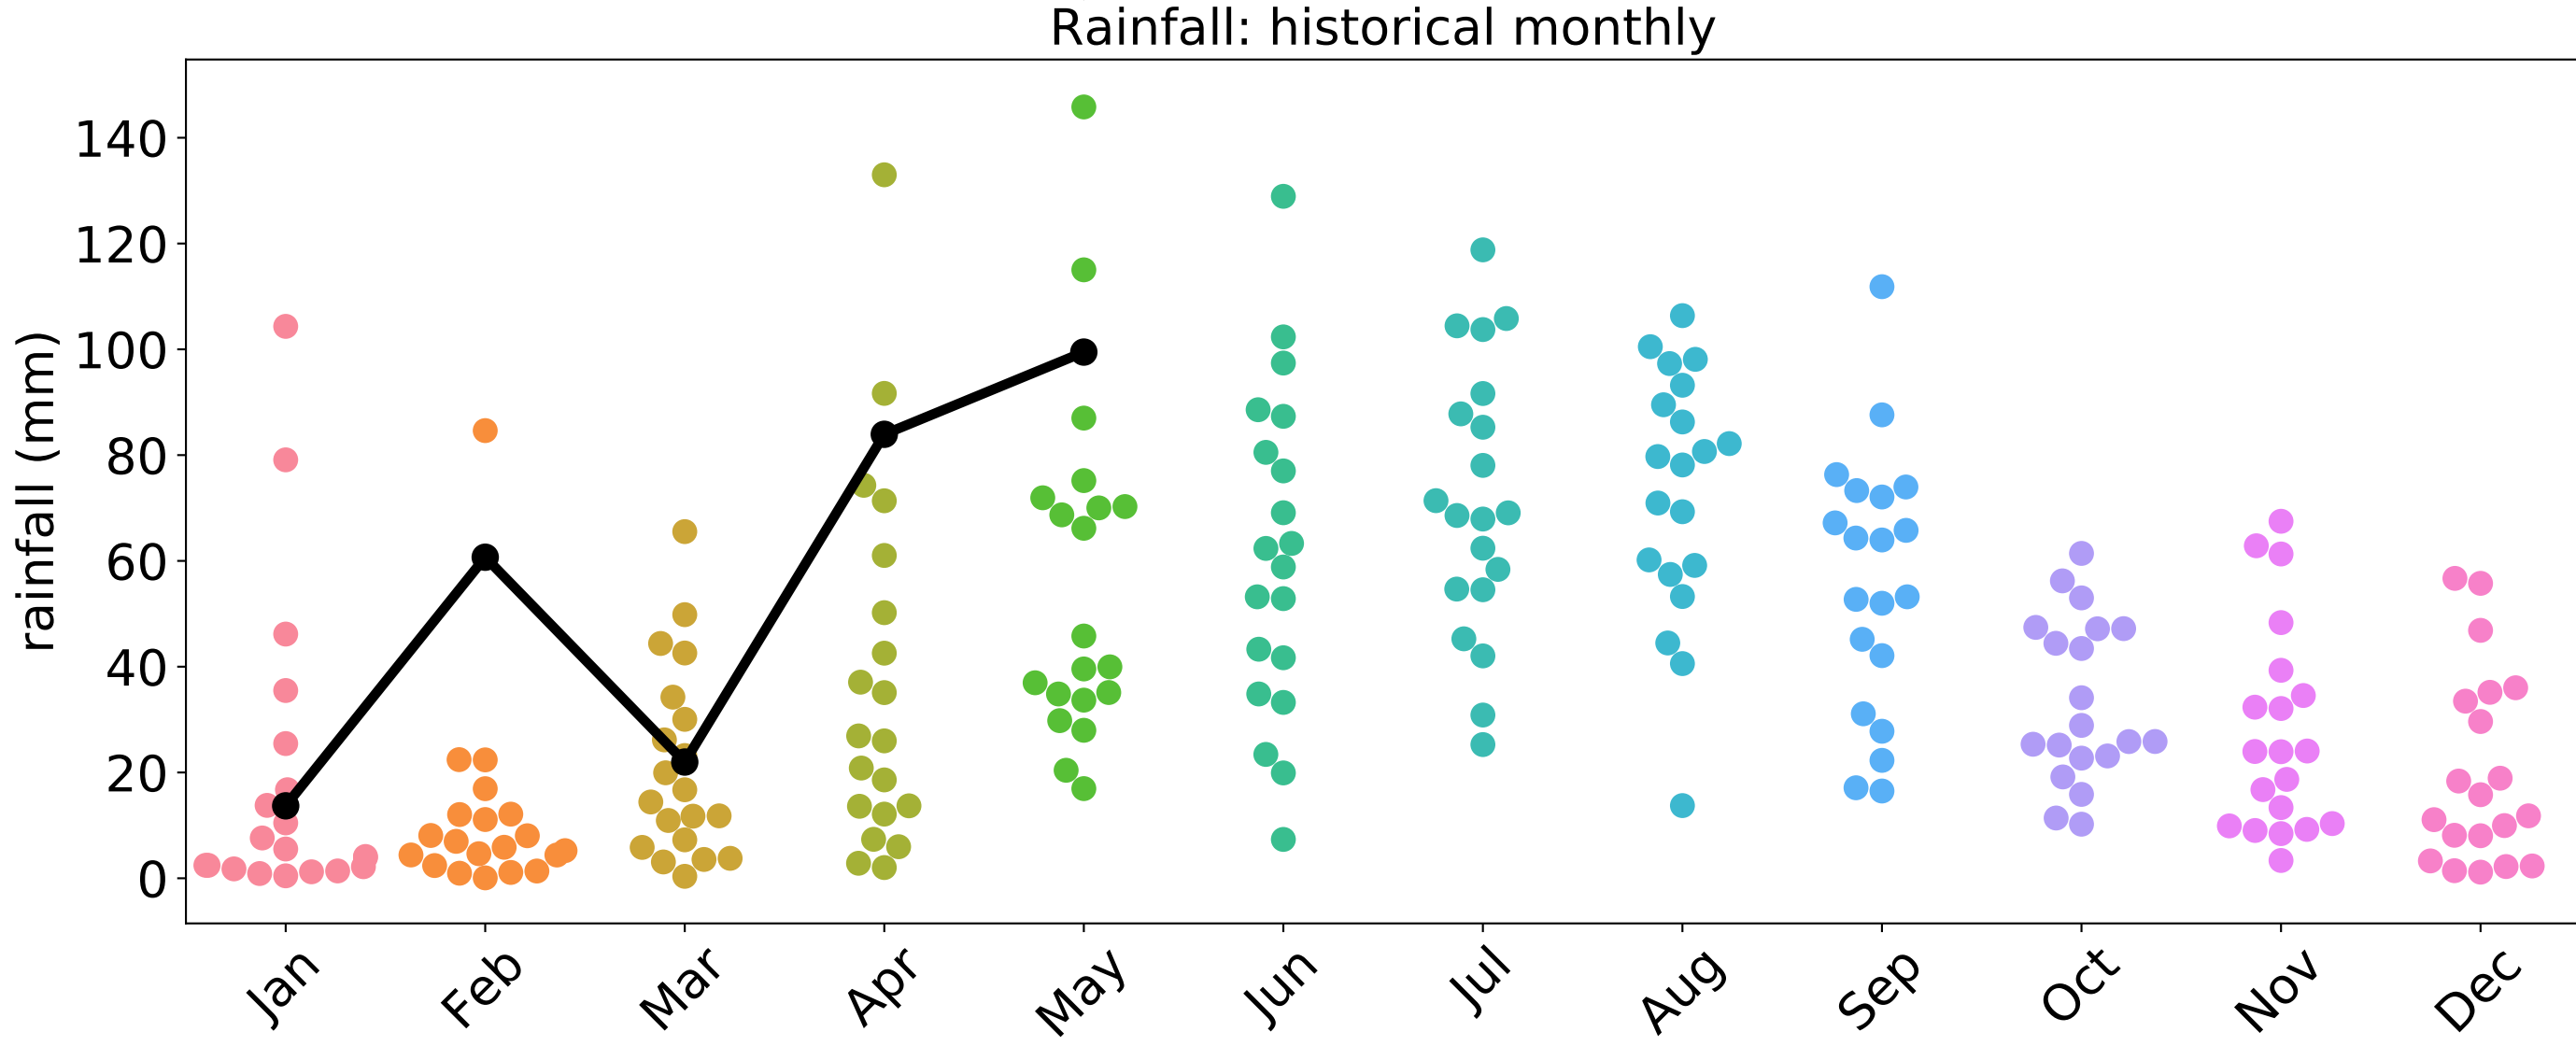 Rainfall: historical monthly
rainfall (mm)
140
120
100
80
60
40
20
0
Jan
Feb
Mar
Apr
May
Jun
Jul
Aug
Sep
Oct
Nov
Dec